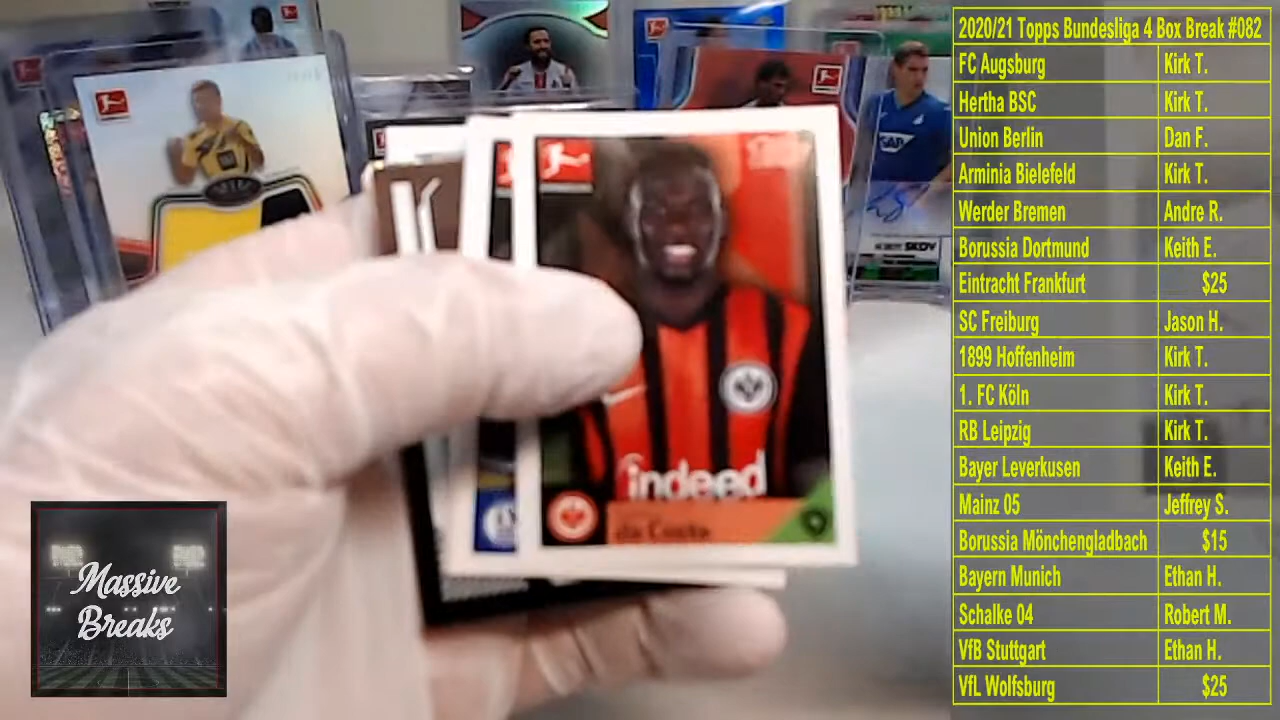 2020/21 Topps Bundesliga 4 Box Break #082
FC Augsburg Kirk T.
Hertha BSC Kirk T.
Union Berlin Dan F.
Arminia Bielefeld Kirk T.
Werder Bremen Andre R.
Borussia Dortmund Keith E.
Eintracht Frankfurt $25
SC Freiburg Jason H.
1899 Hoffenheim Kirk T.
1. FC Köln Kirk T.
RB Leipzig Kirk T.
Bayer Leverkusen Keith E.
Mainz 05 Jeffrey S.
Borussia Mönchengladbach $15
Bayern Munich Ethan H.
Schalke 04 Robert M.
VfB Stuttgart Ethan H.
VfL Wolfsburg $25
indeed
da Costa
SAP
Massive
Breaks